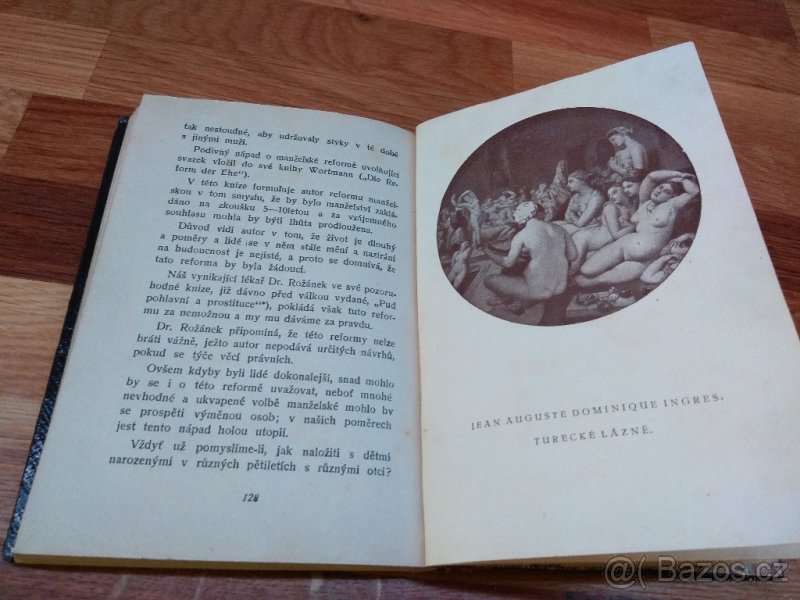 tak nestoudně, aby udržovaly styky v té době
s jinými muži.
Podivný nápad o manželské reformě uvolňující
svazek vložil do své knihy Wortmann („Die Re-
form der Ehe“).
V této knize formuluje autor reformu manžel-
skou v tom smyslu, že by bylo manželství zaklá-
dáno na zkoušku 5—10letou a za vzájemného
souhlasu mohla by býti lhůta prodloužena.
Důvod vidí autor v tom, že život je dlouhý
a poměry a lidé se v něm stále mění a nazírání
na budoucnost je nejisté, a proto se domnívá, že
tato reforma by byla žádoucí.
Náš vynikající lékař Dr. Rožánek ve své pozoru-
hodné knize, již dávno před válkou vydané, „Pud
pohlavní a prostituce“*), pokládá však tuto refor-
mu za nemožnou a my mu dáváme za pravdu.
Dr. Rožánek připomíná, že této reformy nelze
bráti vážně, ježto autor nepodává určitých návrhů,
pokud se týče věcí právních.
Ovšem kdyby byli lidé dokonalejší, snad mohlo
by se i o této reformě uvažovat, neboť mnohé
nevhodné a ukvapené volbě manželské mohlo by
se prospěti výměnou osob; v našich poměrech
jest tento nápad holou utopií.
Vždyť už pomyslíme-li, jak naložiti s dětmi
narozenými v různých pětiletích s různými otci?
128
JEAN AUGUSTE DOMINIQUE INGRES:
TURECKÉ LÁZNĚ.
@( Bazos.cz